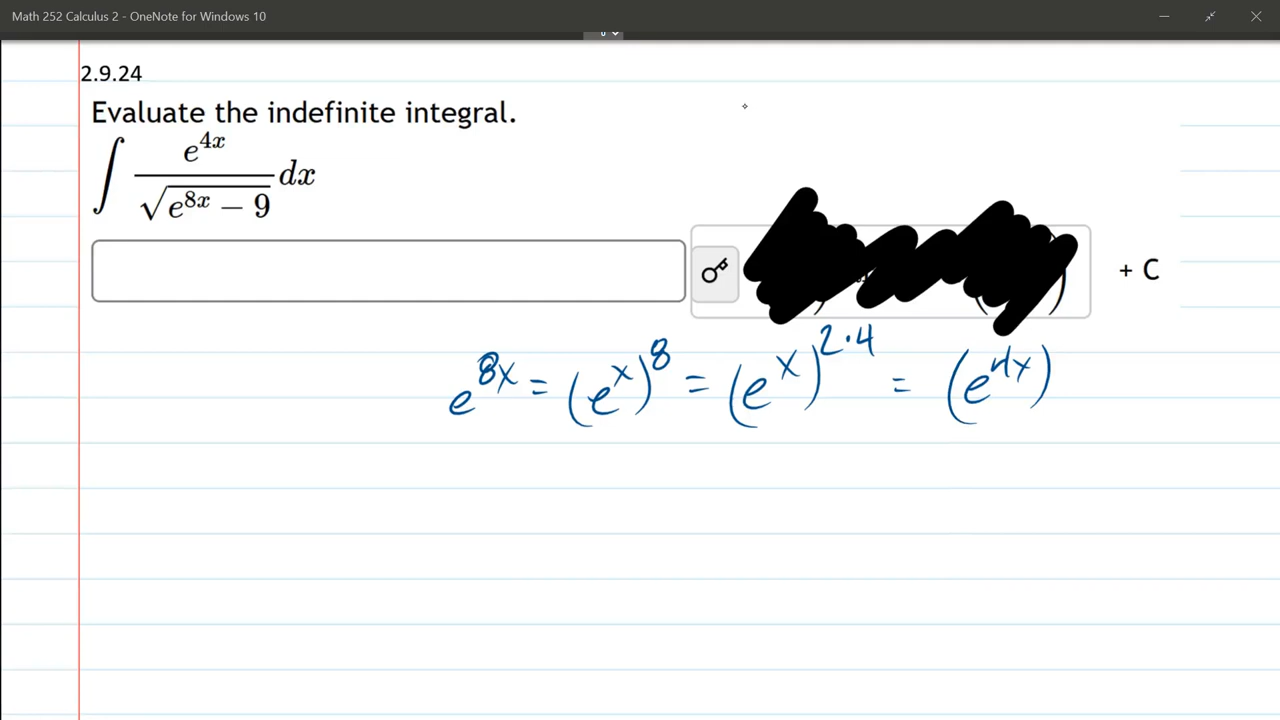 Math 252 Calculus 2 - OneNote for Windows 10
2.9.24
Evaluate the indefinite integral.
∫ e^{4x} / √(e^{8x} − 9) dx
+ C
e^{8x} = (e^x)^8 = (e^x)^{2·4} = (e^{4x})